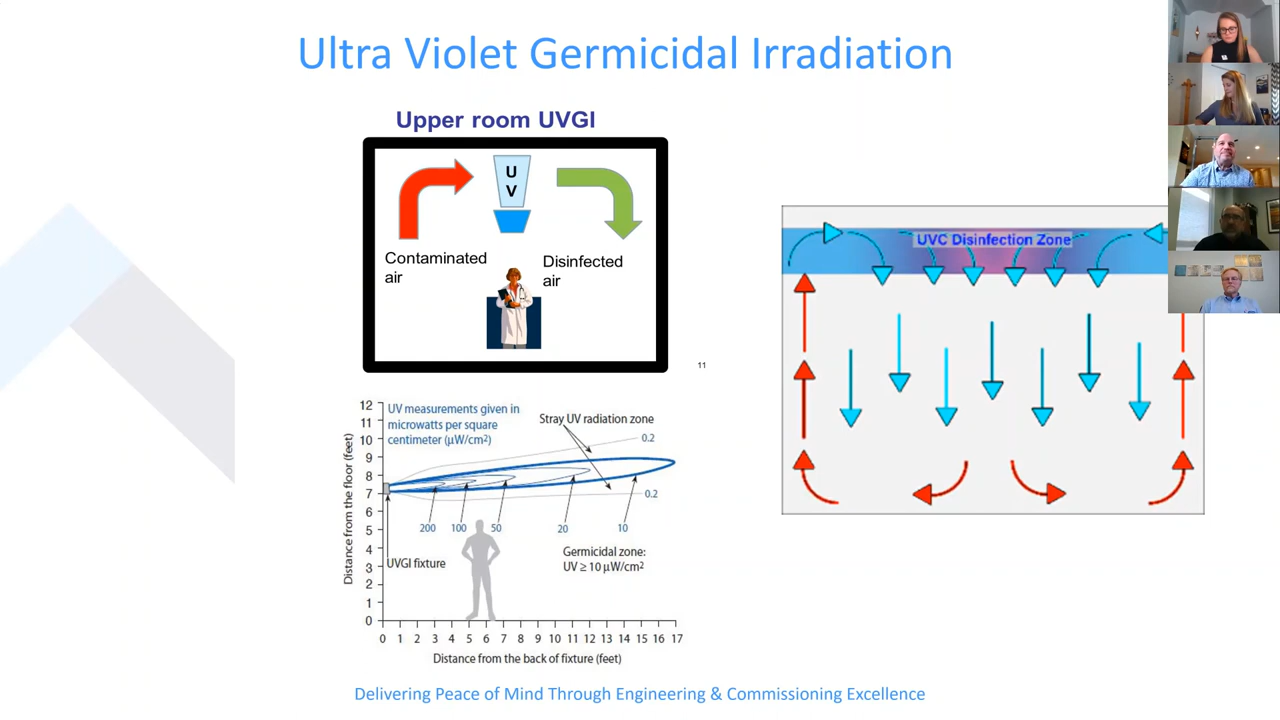 Ultra Violet Germicidal Irradiation
Upper room UVGI
U
V
Contaminated
air
Disinfected
air
11
UVC Disinfection Zone
12
11
10
9
8
7
6
5
4
3
2
1
0
Distance from the floor (feet)
UV measurements given in
microwatts per square
centimeter (µW/cm²)
Stray UV radiation zone
0.2
0.2
200 100 50 20 10
UVGI fixture
Germicidal zone:
UV ≥ 10 µW/cm²
0 1 2 3 4 5 6 7 8 9 10 11 12 13 14 15 16 17
Distance from the back of fixture (feet)
Delivering Peace of Mind Through Engineering & Commissioning Excellence